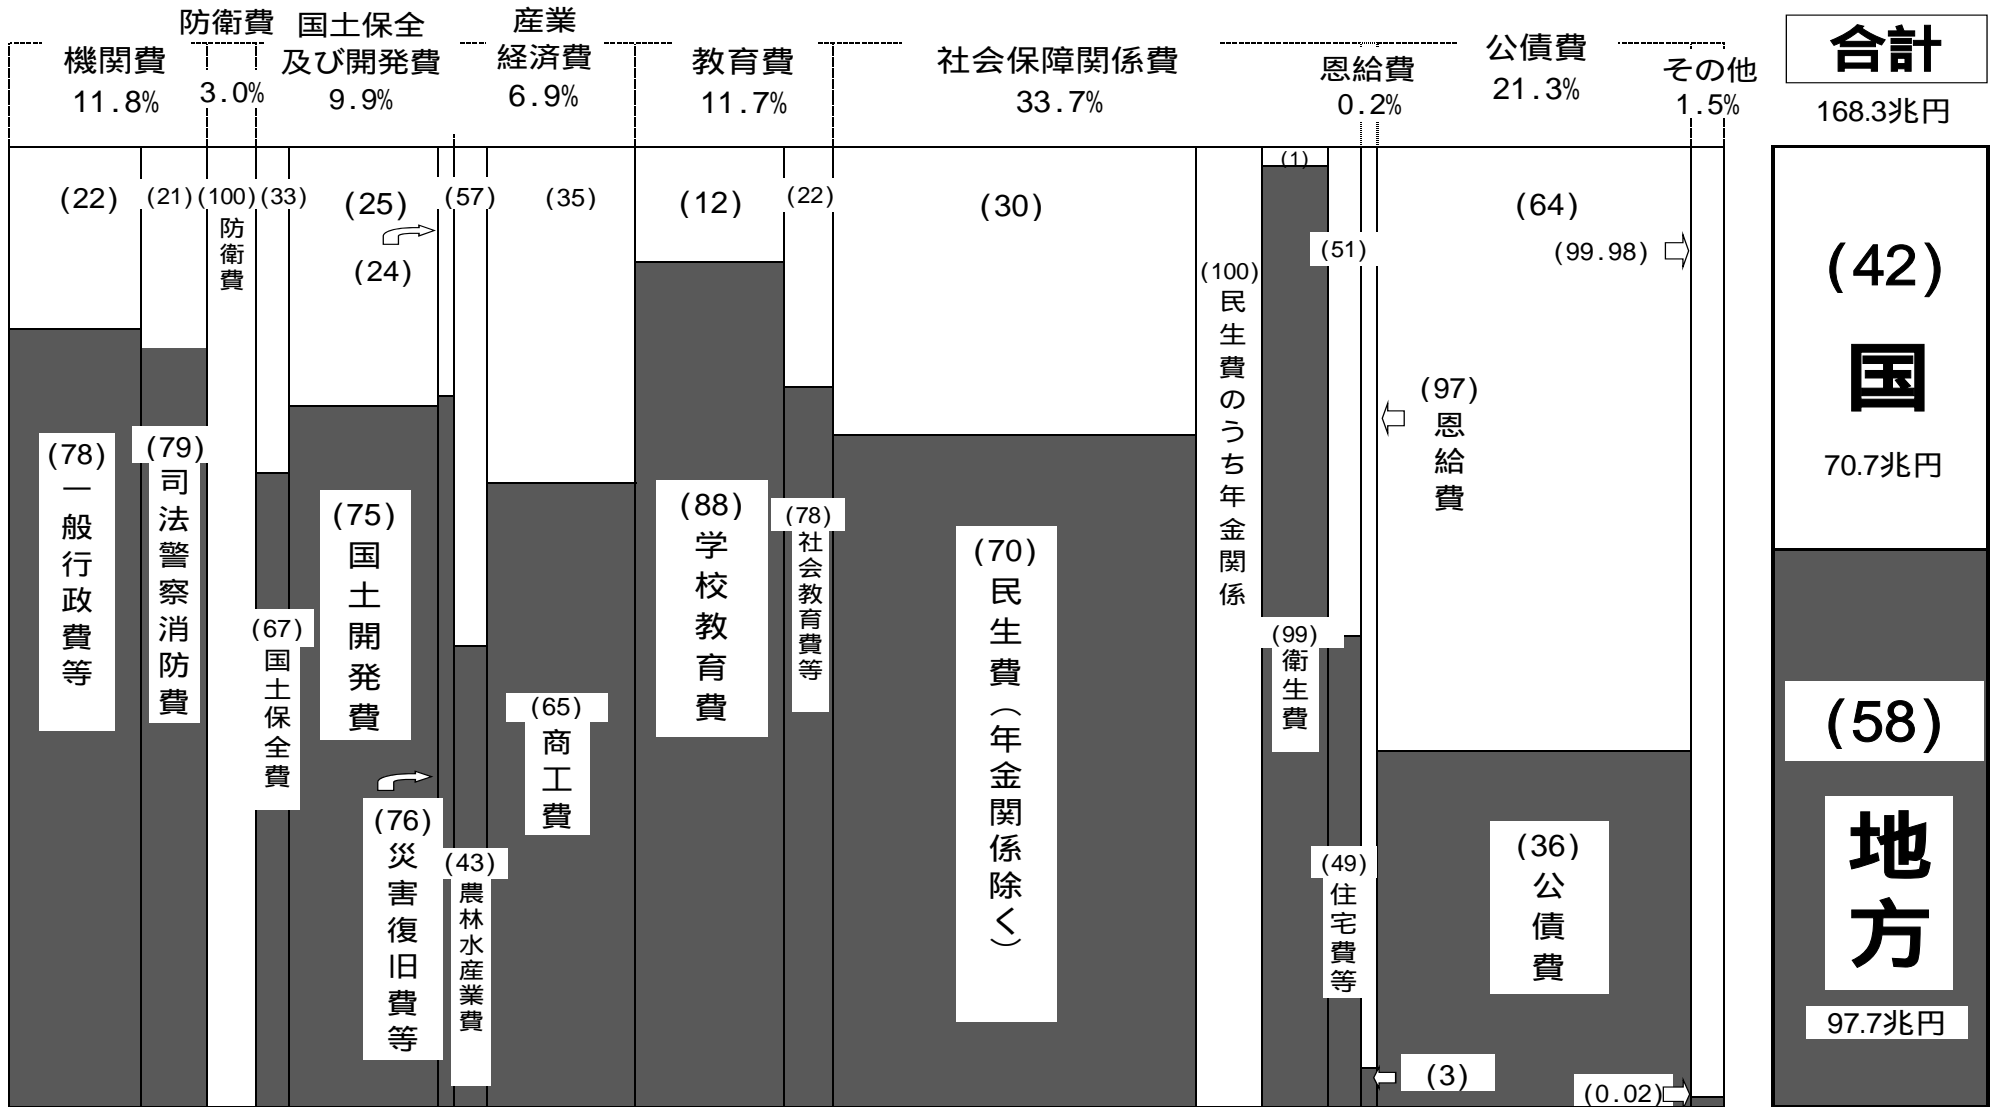 機関費
11.8%
防衛費
3.0%
国土保全
及び開発費
9.9%
産業
経済費
6.9%
教育費
11.7%
社会保障関係費
33.7%
恩給費
0.2%
公債費
21.3%
その他
1.5%
合計
168.3兆円
(22)
(21)
(100)
防衛費
(33)
(25)
(24)
(57)
(35)
(12)
(22)
(30)
(100)
民生費のうち年金関係
(1)
(51)
(64)
(99.98)
(97)
恩給費
(42)
国
70.7兆円
(78)
一般行政費等
(79)
司法警察消防費
(67)
国土保全費
(75)
国土開発費
(76)
災害復旧費等
(43)
農林水産業費
(65)
商工費
(88)
学校教育費
(78)
社会教育費等
(70)
民生費(年金関係除く)
(99)
衛生費
(49)
住宅費等
(3)
(36)
公債費
(0.02)
(58)
地方
97.7兆円